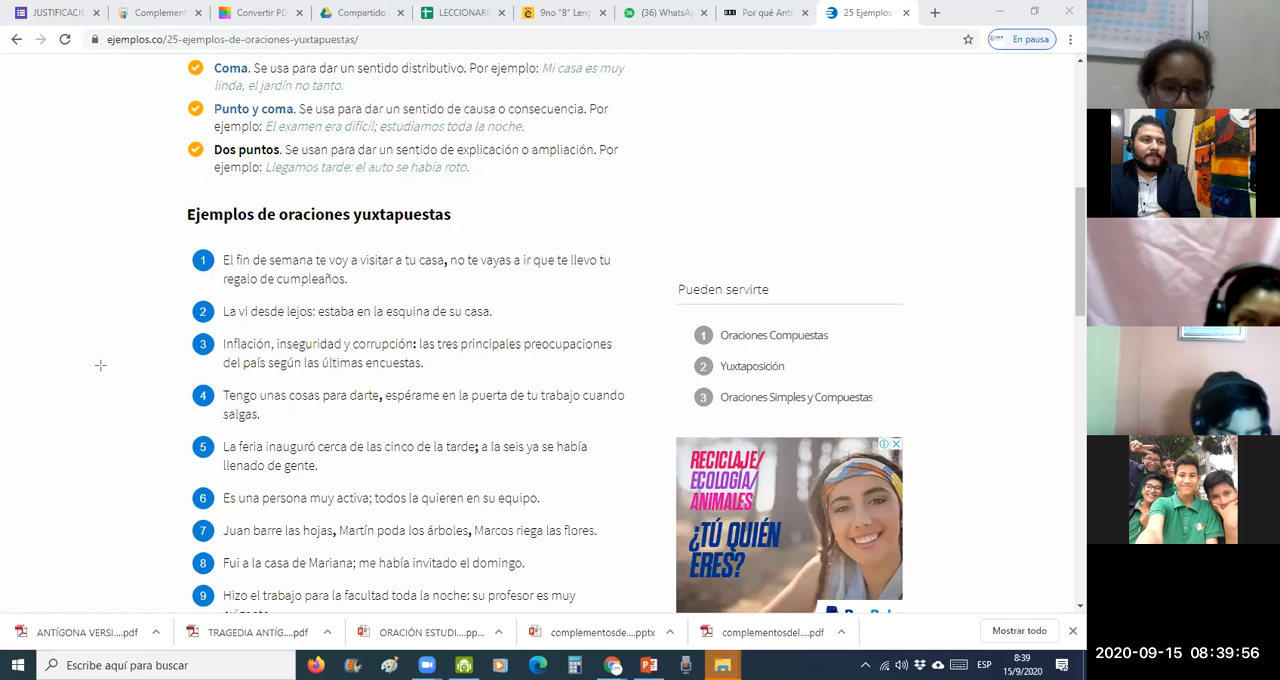 JUSTIFICACI
Complement
Convertir PD
Compartido
LECCIONARI
9no "B" Leng
(36) WhatsAp
Por qué Antí
25 Ejemplos
ejemplos.co/25-ejemplos-de-oraciones-yuxtapuestas/
En pausa
Coma. Se usa para dar un sentido distributivo. Por ejemplo: Mi casa es muy
linda, el jardín no tanto.
Punto y coma. Se usa para dar un sentido de causa o consecuencia. Por
ejemplo: El examen era difícil; estudiamos toda la noche.
Dos puntos. Se usan para dar un sentido de explicación o ampliación. Por
ejemplo: Llegamos tarde: el auto se había roto.
Ejemplos de oraciones yuxtapuestas
1 El fin de semana te voy a visitar a tu casa, no te vayas a ir que te llevo tu
regalo de cumpleaños.
2 La vi desde lejos: estaba en la esquina de su casa.
3 Inflación, inseguridad y corrupción: las tres principales preocupaciones
del país según las últimas encuestas.
4 Tengo unas cosas para darte, espérame en la puerta de tu trabajo cuando
salgas.
5 La feria inauguró cerca de las cinco de la tarde; a la seis ya se había
llenado de gente.
6 Es una persona muy activa; todos la quieren en su equipo.
7 Juan barre las hojas, Martín poda los árboles, Marcos riega las flores.
8 Fui a la casa de Mariana; me había invitado el domingo.
9 Hizo el trabajo para la facultad toda la noche: su profesor es muy
Pueden servirte
1 Oraciones Compuestas
2 Yuxtaposición
3 Oraciones Simples y Compuestas
RECICLAJE/
ECOLOGÍA/
ANIMALES
¿TÚ QUIÉN
ERES?
ANTÍGONA VERSI....pdf
TRAGEDIA ANTÍG....pdf
ORACIÓN ESTUDI....pp...
complementosde....pptx
complementosdel....pdf
Mostrar todo
Escribe aquí para buscar
ESP
8:39
15/9/2020
2020-09-15 08:39:56